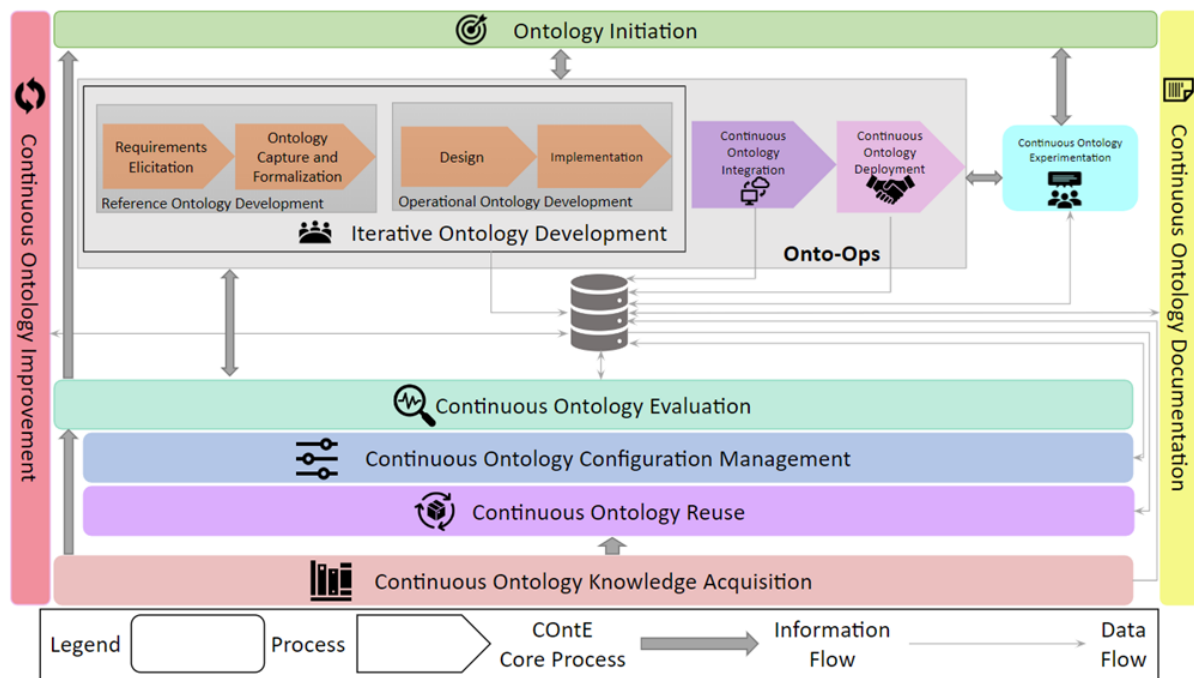 Ontology Initiation
Continuous Ontology Improvement
Continuous Ontology Documentation
Requirements
Elicitation
Ontology
Capture and
Formalization
Reference Ontology Development
Design
Implementation
Operational Ontology Development
Iterative Ontology Development
Continuous
Ontology
Integration
Continuous
Ontology
Deployment
Onto-Ops
Continuous Ontology
Experimentation
Continuous Ontology Evaluation
Continuous Ontology Configuration Management
Continuous Ontology Reuse
Continuous Ontology Knowledge Acquisition
Legend
Process
COntE
Core Process
Information
Flow
Data
Flow